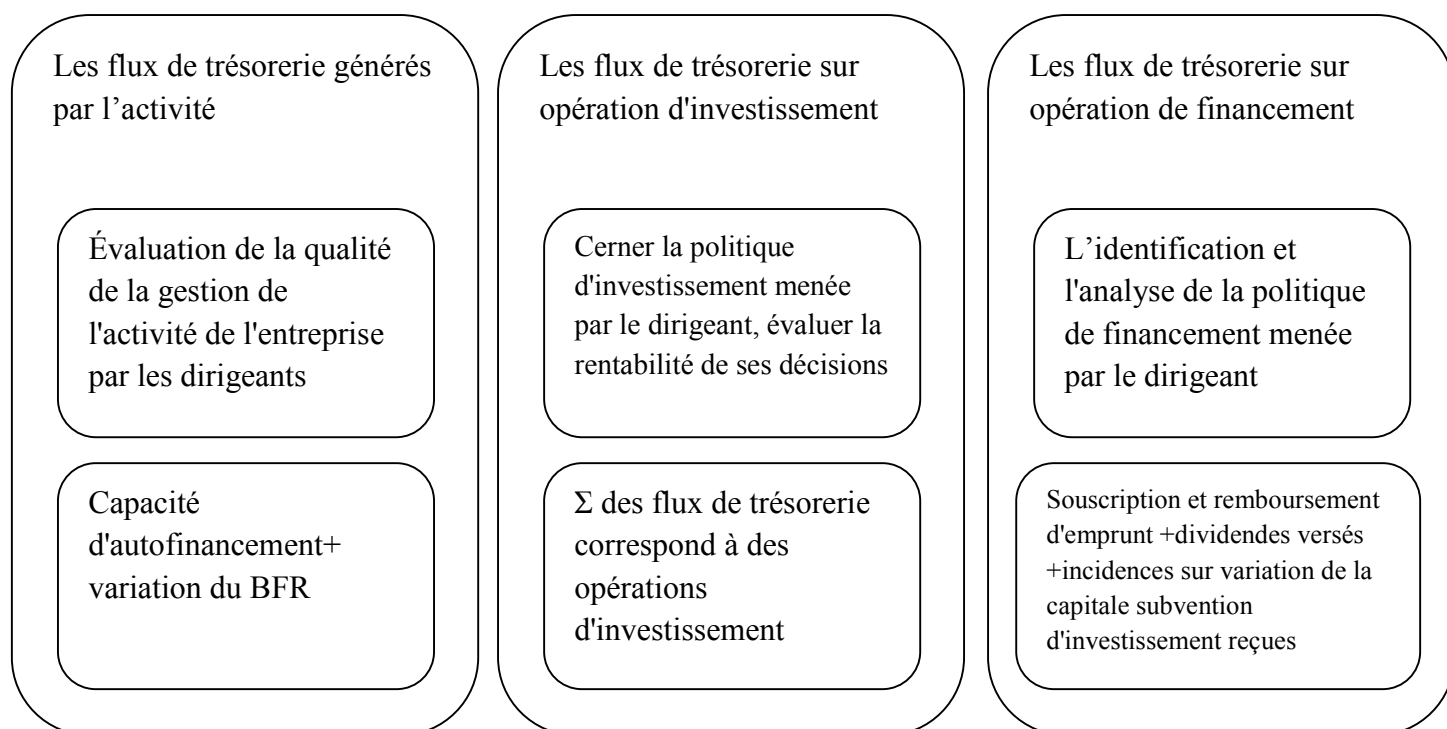 Les flux de trésorerie générés
par l’activité
Évaluation de la qualité
de la gestion de
l'activité de l'entreprise
par les dirigeants
Capacité
d'autofinancement+
variation du BFR
Les flux de trésorerie sur
opération d'investissement
Cerner la politique
d'investissement menée
par le dirigeant, évaluer la
rentabilité de ses décisions
Σ des flux de trésorerie
correspond à des
opérations
d'investissement
Les flux de trésorerie sur
opération de financement
L’identification et
l'analyse de la politique
de financement menée
par le dirigeant
Souscription et remboursement
d'emprunt +dividendes versés
+incidences sur variation de la
capitale subvention
d'investissement reçues